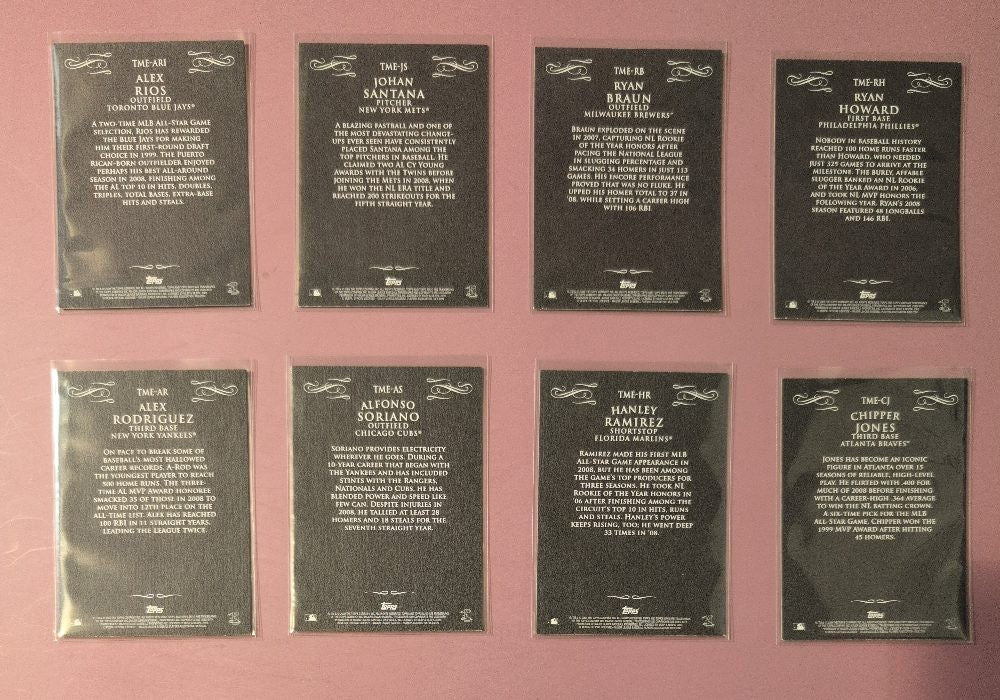 TME-ARI
ALEX
RIOS
OUTFIELD
TORONTO BLUE JAYS®
A TWO-TIME MLB ALL-STAR GAME
SELECTION, RIOS HAS REWARDED
THE BLUE JAYS FOR MAKING
HIM THEIR FIRST-ROUND DRAFT
CHOICE IN 1999. THE PUERTO
RICAN-BORN OUTFIELDER ENJOYED
PERHAPS HIS BEST ALL-AROUND
SEASON IN 2008, FINISHING AMONG
THE AL TOP 10 IN HITS, DOUBLES,
TRIPLES, TOTAL BASES, EXTRA-BASE
HITS AND STEALS.
TOPPS
TME-JS
JOHAN
SANTANA
PITCHER
NEW YORK METS®
A BLAZING FASTBALL AND ONE OF
THE MOST DEVASTATING CHANGE-
UPS EVER SEEN HAVE CONSISTENTLY
PLACED SANTANA AMONG THE
TOP PITCHERS IN BASEBALL. HE
CLAIMED TWO AL CY YOUNG
AWARDS WITH THE TWINS BEFORE
JOINING THE METS IN 2008, WHEN
HE WON THE NL ERA TITLE AND
REACHED 200 STRIKEOUTS FOR THE
FIFTH STRAIGHT YEAR.
TOPPS
TME-RB
RYAN
BRAUN
OUTFIELD
MILWAUKEE BREWERS™
BRAUN EXPLODED ON THE SCENE
IN 2007, CAPTURING NL ROOKIE
OF THE YEAR HONORS AFTER
PACING THE NATIONAL LEAGUE
IN SLUGGING PERCENTAGE AND
SMACKING 34 HOMERS IN JUST 113
GAMES. HIS ENCORE PERFORMANCE
PROVED THAT WAS NO FLUKE. HE
UPPED HIS HOMER TOTAL TO 37 IN
'08, WHILE SETTING A CAREER HIGH
WITH 106 RBI.
TOPPS
TME-RH
RYAN
HOWARD
FIRST BASE
PHILADELPHIA PHILLIES®
NOBODY IN BASEBALL HISTORY
REACHED 100 HOME RUNS FASTER
THAN HOWARD, WHO NEEDED
JUST 325 GAMES TO ARRIVE AT THE
MILESTONE. THE BURLY, AFFABLE
SLUGGER BANKED AN NL ROOKIE
OF THE YEAR AWARD IN 2006,
AND TOOK NL MVP HONORS THE
FOLLOWING YEAR. RYAN'S 2008
SEASON FEATURED 48 LONGBALLS
AND 146 RBI.
TOPPS
TME-AR
ALEX
RODRIGUEZ
THIRD BASE
NEW YORK YANKEES®
ON PACE TO BREAK SOME OF
BASEBALL'S MOST HALLOWED
CAREER RECORDS, A-ROD WAS
THE YOUNGEST PLAYER TO REACH
500 HOME RUNS. THE THREE-
TIME AL MVP AWARD HONOREE
SMACKED 35 OF THOSE IN 2008 TO
MOVE INTO 12TH PLACE ON THE
ALL-TIME LIST. ALEX HAS REACHED
100 RBI IN 11 STRAIGHT YEARS,
LEADING THE LEAGUE TWICE.
TOPPS
TME-AS
ALFONSO
SORIANO
OUTFIELD
CHICAGO CUBS®
SORIANO PROVIDES ELECTRICITY
WHEREVER HE GOES. DURING A
10-YEAR CAREER THAT BEGAN WITH
THE YANKEES AND HAS INCLUDED
STINTS WITH THE RANGERS,
NATIONALS AND CUBS, HE HAS
BLENDED POWER AND SPEED LIKE
FEW CAN. DESPITE INJURIES IN
2008, HE TALLIED AT LEAST 28
HOMERS AND 18 STEALS FOR THE
SEVENTH STRAIGHT YEAR.
TOPPS
TME-HR
HANLEY
RAMIREZ
SHORTSTOP
FLORIDA MARLINS®
RAMIREZ MADE HIS FIRST MLB
ALL-STAR GAME APPEARANCE IN
2008, BUT HE HAS BEEN AMONG
THE GAME'S TOP PRODUCERS FOR
THREE SEASONS. HE TOOK NL
ROOKIE OF THE YEAR HONORS IN
'06 AFTER FINISHING AMONG THE
CIRCUIT'S TOP 10 IN HITS, RUNS
AND STEALS. HANLEY'S POWER
KEEPS RISING, TOO; HE WENT DEEP
33 TIMES IN '08.
TOPPS
TME-CJ
CHIPPER
JONES
THIRD BASE
ATLANTA BRAVES™
JONES HAS BECOME AN ICONIC
FIGURE IN ATLANTA OVER 15
SEASONS OF RELIABLE, HIGH-LEVEL
PLAY. HE FLIRTED WITH .400 FOR
MUCH OF 2008 BEFORE FINISHING
WITH A CAREER-HIGH .364 AVERAGE
TO WIN THE NL BATTING CROWN.
A SIX-TIME PICK FOR THE MLB
ALL-STAR GAME, CHIPPER WON THE
1999 MVP AWARD AFTER HITTING
45 HOMERS.
TOPPS